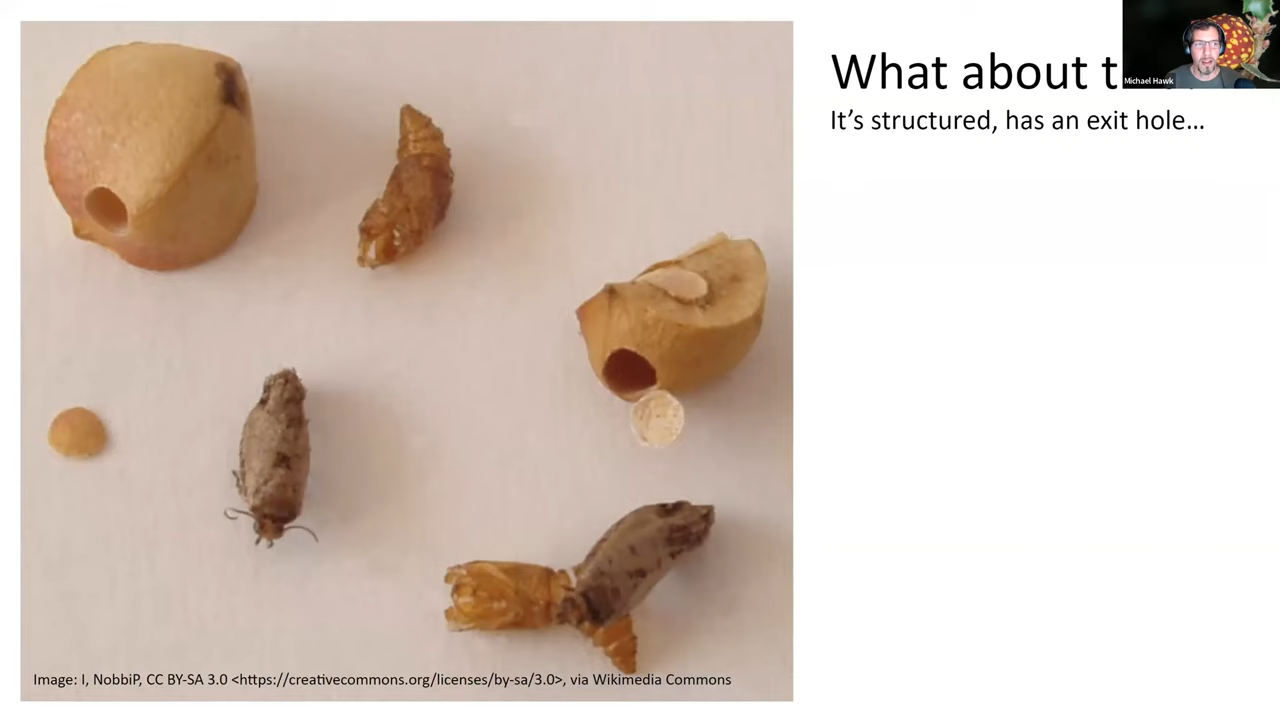 What about t
Michael Hawk
It's structured, has an exit hole...
Image: I, NobbiP, CC BY-SA 3.0 <https://creativecommons.org/licenses/by-sa/3.0>, via Wikimedia Commons